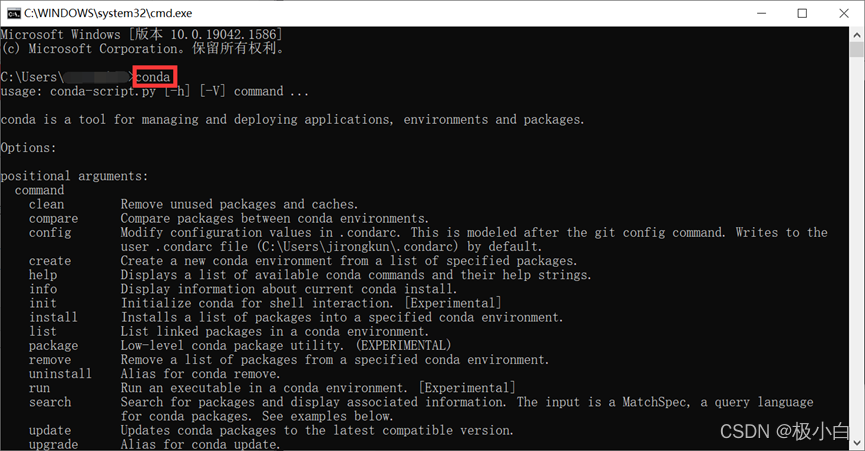 C:\WINDOWS\system32\cmd.exe
Microsoft Windows [版本 10.0.19042.1586]
(c) Microsoft Corporation。保留所有权利。
C:\Users\ >conda
usage: conda-script.py [-h] [-V] command ...
conda is a tool for managing and deploying applications, environments and packages.
Options:
positional arguments:
command
clean Remove unused packages and caches.
compare Compare packages between conda environments.
config Modify configuration values in .condarc. This is modeled after the git config command. Writes to the
user .condarc file (C:\Users\jirongkun\.condarc) by default.
create Create a new conda environment from a list of specified packages.
help Displays a list of available conda commands and their help strings.
info Display information about current conda install.
init Initialize conda for shell interaction. [Experimental]
install Installs a list of packages into a specified conda environment.
list List linked packages in a conda environment.
package Low-level conda package utility. (EXPERIMENTAL)
remove Remove a list of packages from a specified conda environment.
uninstall Alias for conda remove.
run Run an executable in a conda environment. [Experimental]
search Search for packages and display associated information. The input is a MatchSpec, a query language
for conda packages. See examples below.
update Updates conda packages to the latest compatible version.
upgrade Alias for conda update.
CSDN @极小白